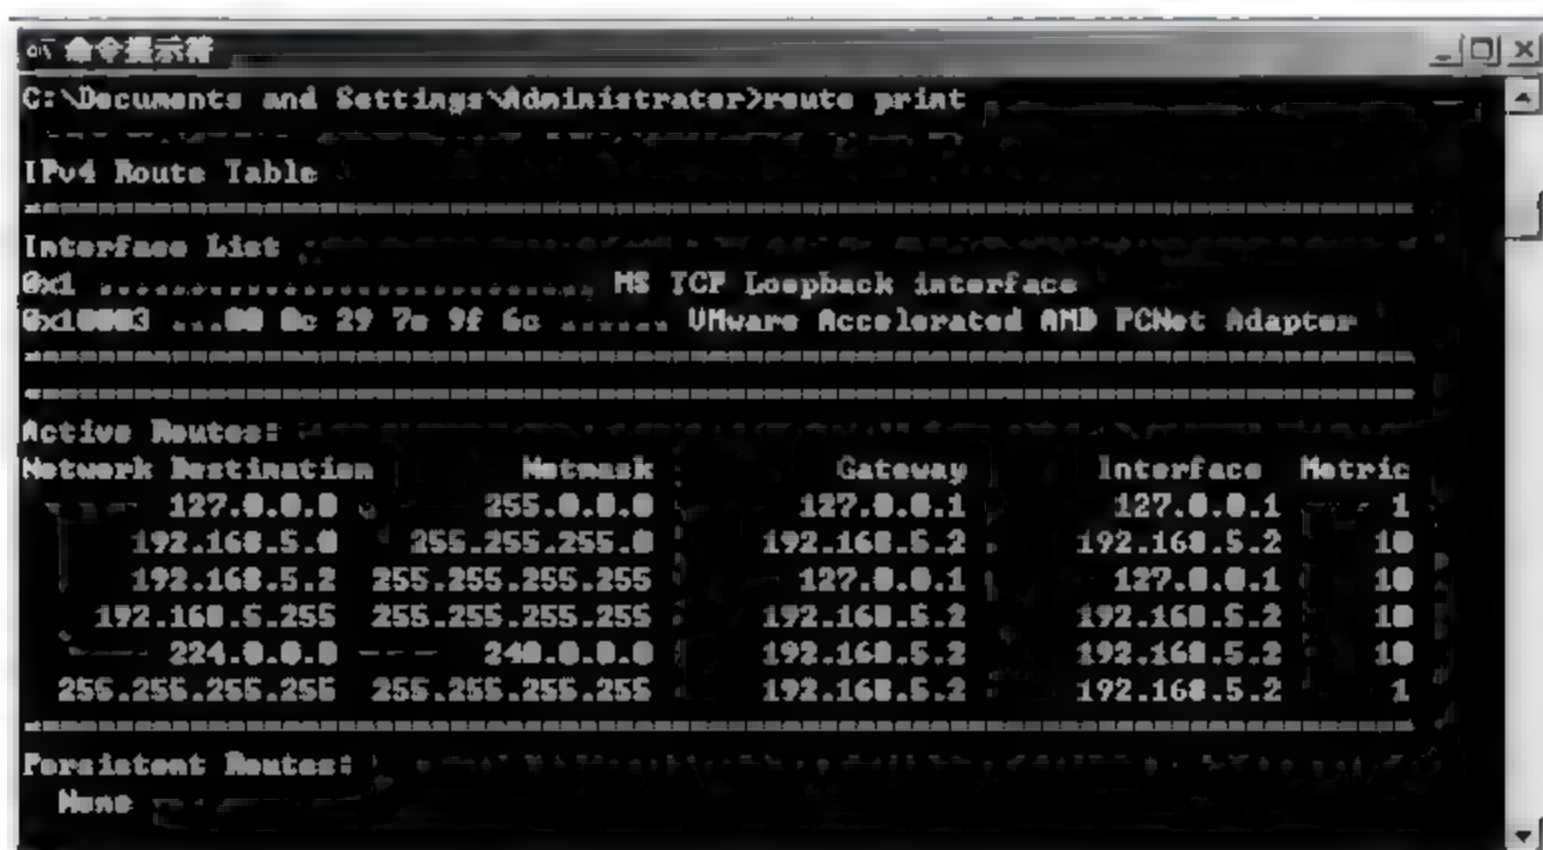 命令提示符
C:\Documents and Settings\Administrator>route print
IPv4 Route Table
===========================================================================
Interface List
0x1 ........................... MS TCP Loopback interface
0x10003 ...00 0c 29 7e 9f 6c ...... VMware Accelerated AMD PCNet Adapter
===========================================================================
===========================================================================
Active Routes:
Network Destination Netmask Gateway Interface Metric
127.0.0.0 255.0.0.0 127.0.0.1 127.0.0.1 1
192.168.5.0 255.255.255.0 192.168.5.2 192.168.5.2 10
192.168.5.2 255.255.255.255 127.0.0.1 127.0.0.1 10
192.168.5.255 255.255.255.255 192.168.5.2 192.168.5.2 10
224.0.0.0 240.0.0.0 192.168.5.2 192.168.5.2 10
255.255.255.255 255.255.255.255 192.168.5.2 192.168.5.2 1
===========================================================================
Persistent Routes:
None